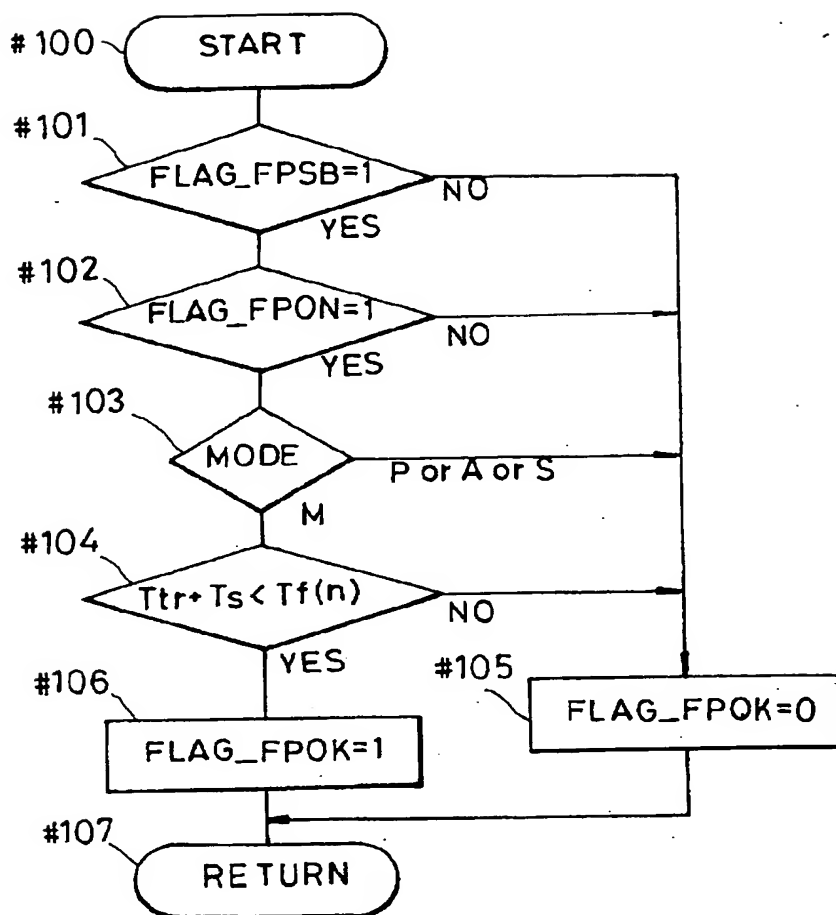 #100
START
#101
FLAG_FPSB=1
NO
YES
#102
FLAG_FPON=1
NO
YES
#103
MODE
P or A or S
M
#104
Ttr+Ts<Tf(n)
NO
YES
#105
#106
FLAG_FPOK=0
FLAG_FPOK=1
#107
RETURN